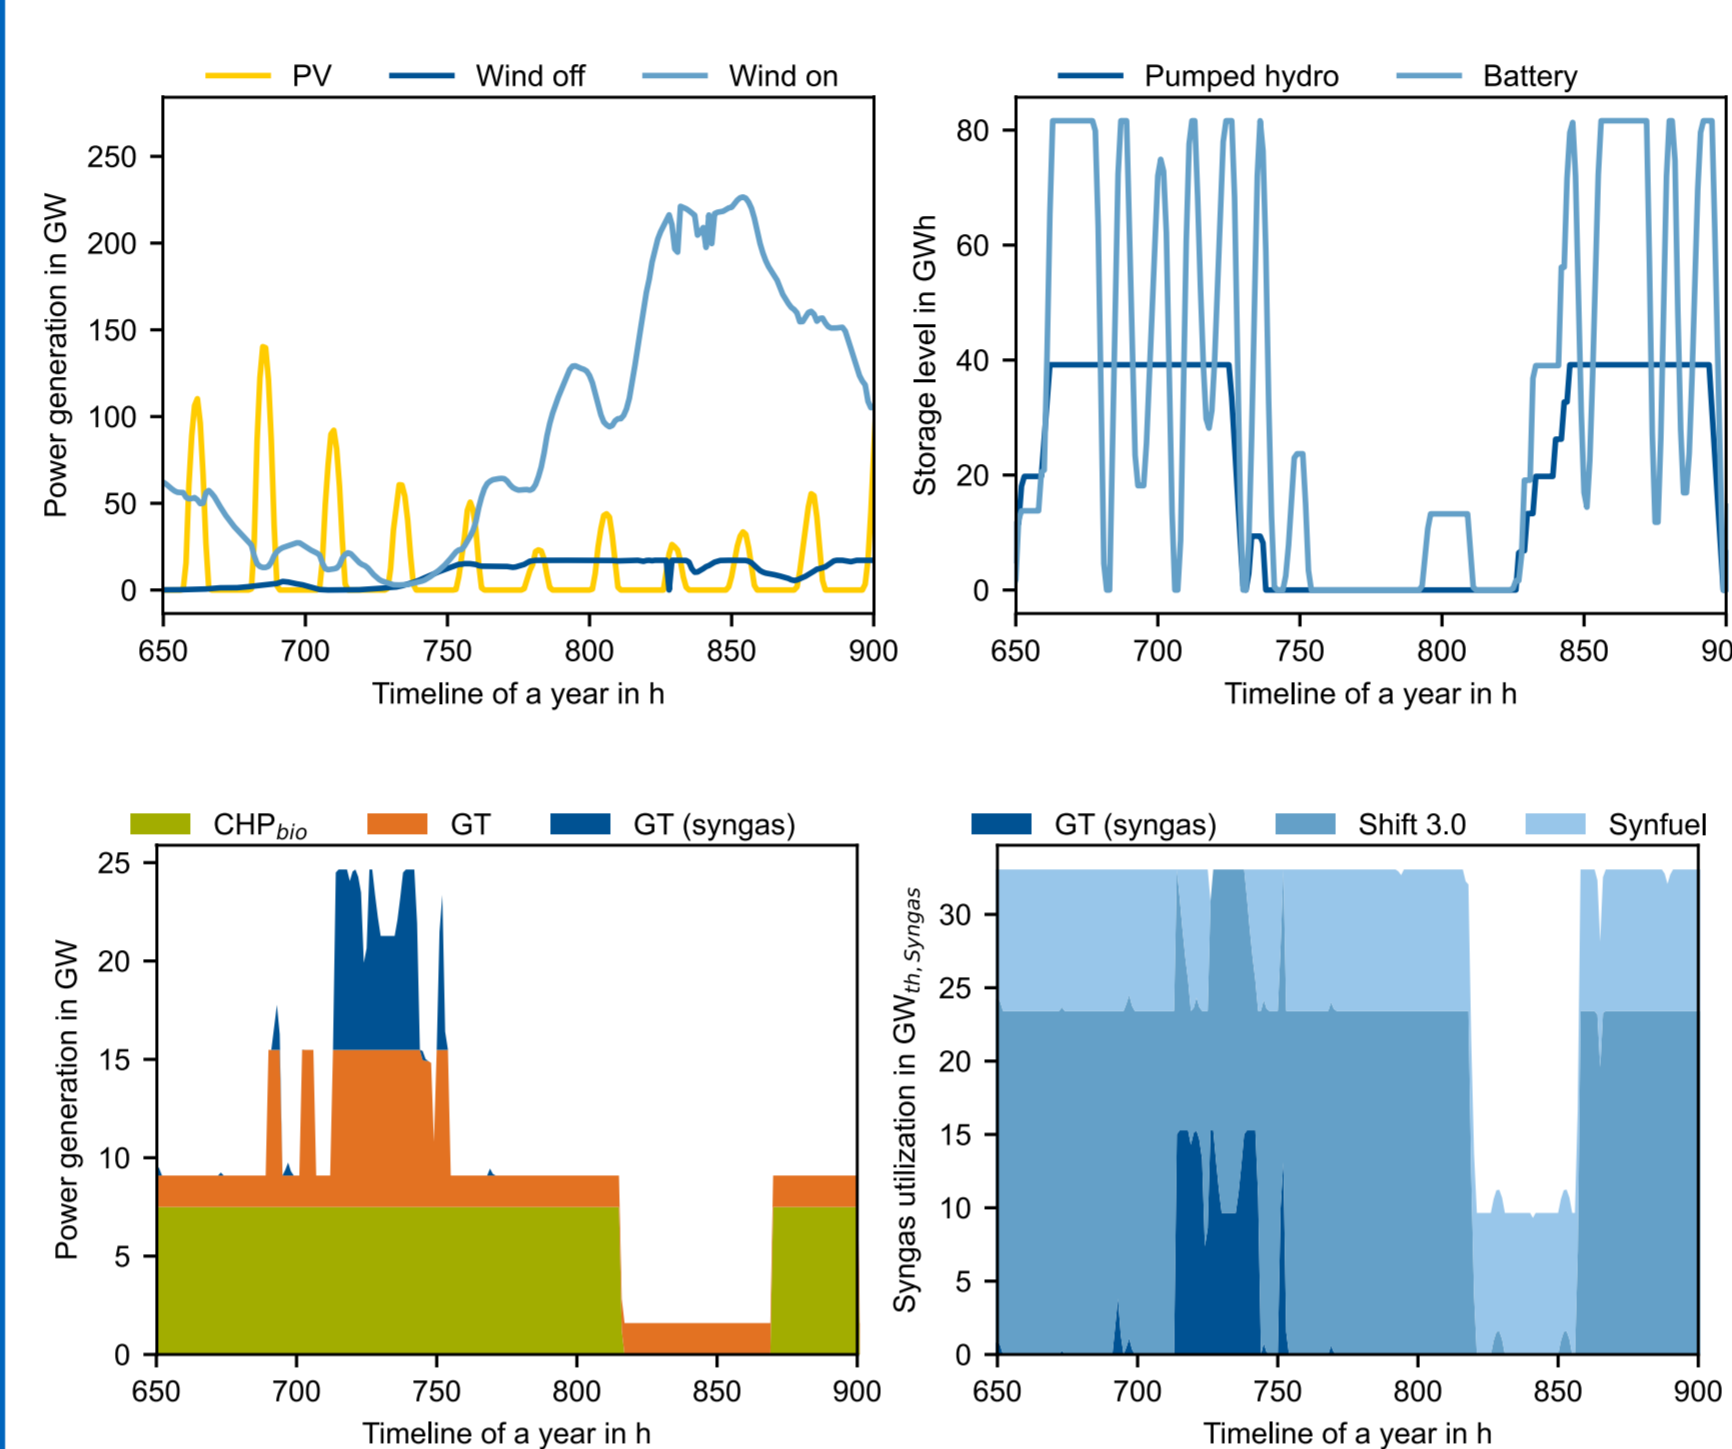 PV Wind off Wind on
Power generation in GW
250
200
150
100
50
0
650 700 750 800 850 900
Timeline of a year in h
Pumped hydro Battery
Storage level in GWh
80
60
40
20
0
650 700 750 800 850 90
Timeline of a year in h
CHPbio GT GT (syngas)
Power generation in GW
25
20
15
10
5
0
650 700 750 800 850 900
Timeline of a year in h
GT (syngas) Shift 3.0 Synfuel
Syngas utilization in GWth, Syngas
30
25
20
15
10
5
0
650 700 750 800 850 900
Timeline of a year in h